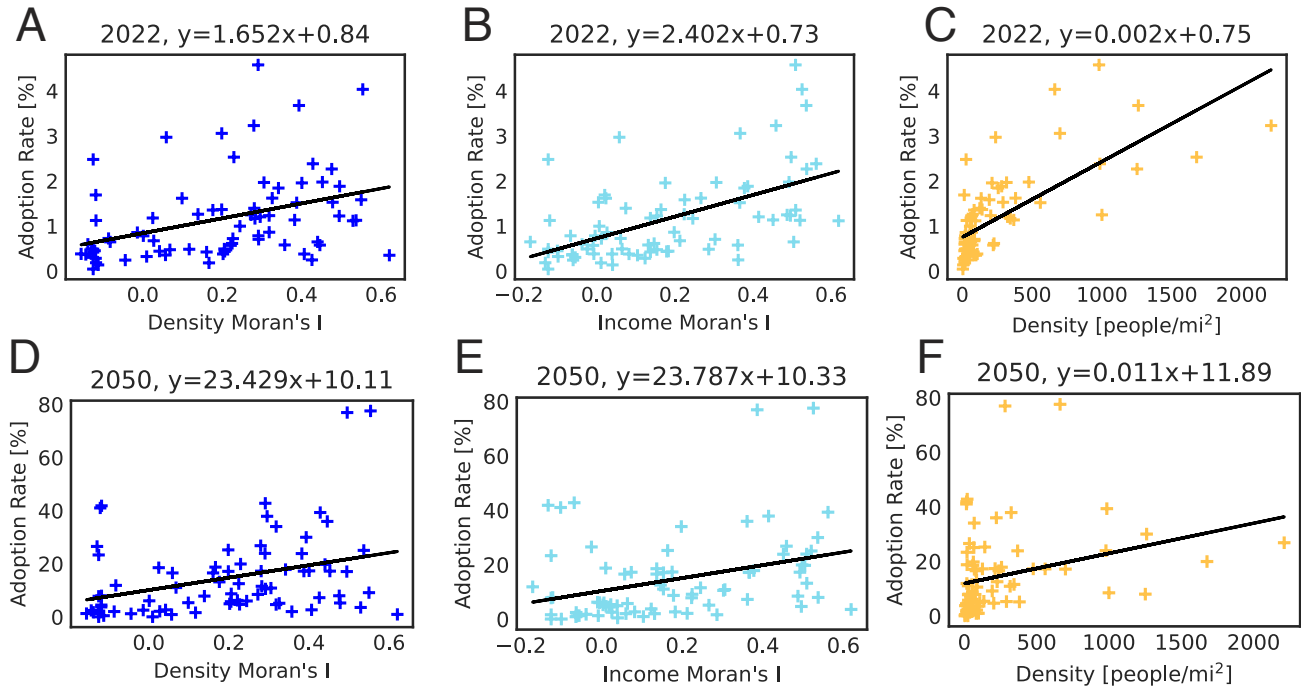 A
2022, y=1.652x+0.84
Adoption Rate [%]
4
3
2
1
0
0.0 0.2 0.4 0.6
Density Moran's I
B
2022, y=2.402x+0.73
Adoption Rate [%]
4
3
2
1
0
−0.2 0.0 0.2 0.4 0.6
Income Moran's I
C
2022, y=0.002x+0.75
Adoption Rate [%]
4
3
2
1
0
0 500 1000 1500 2000
Density [people/mi²]
D
2050, y=23.429x+10.11
Adoption Rate [%]
80
60
40
20
0
0.0 0.2 0.4 0.6
Density Moran's I
E
2050, y=23.787x+10.33
Adoption Rate [%]
80
60
40
20
0
−0.2 0.0 0.2 0.4 0.6
Income Moran's I
F
2050, y=0.011x+11.89
Adoption Rate [%]
80
60
40
20
0
0 500 1000 1500 2000
Density [people/mi²]